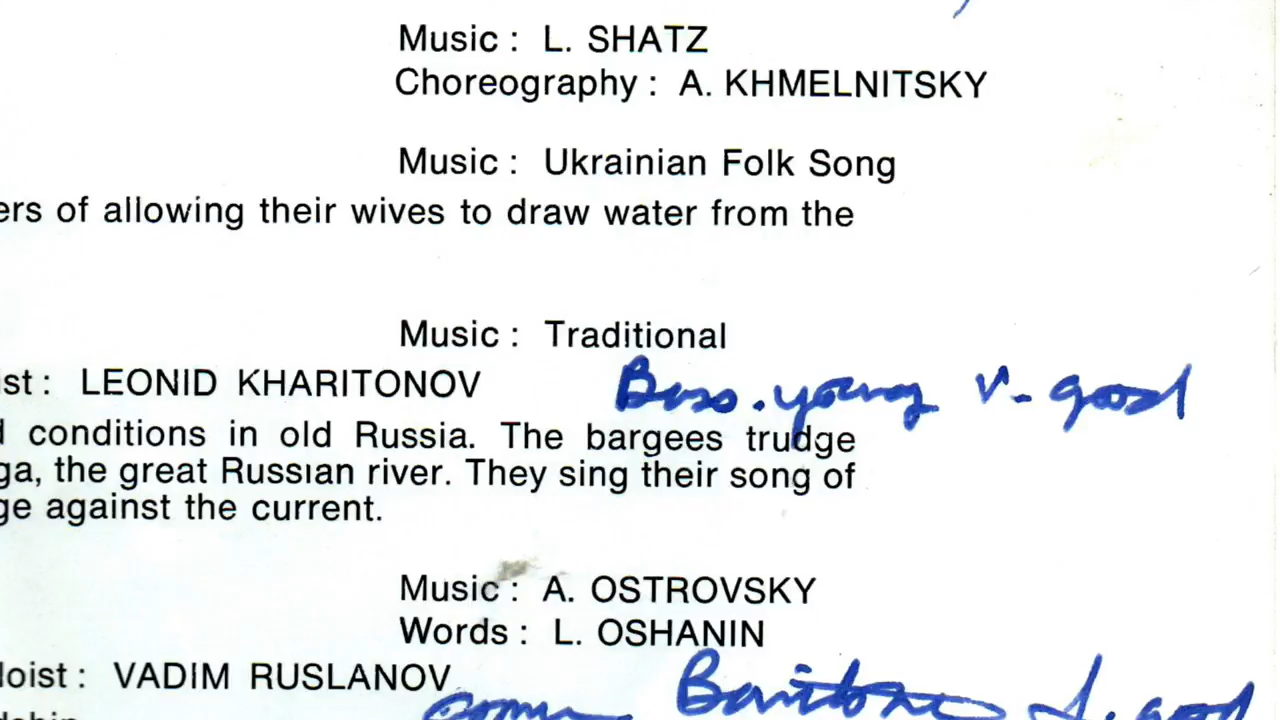 Music : L. SHATZ
Choreography : A. KHMELNITSKY
Music : Ukrainian Folk Song
ers of allowing their wives to draw water from the
Music : Traditional
ist : LEONID KHARITONOV Bass. young v. good
d conditions in old Russia. The bargees trudge
ga, the great Russian river. They sing their song of
ge against the current.
Music : A. OSTROVSKY
Words : L. OSHANIN
loist : VADIM RUSLANOV Baritone